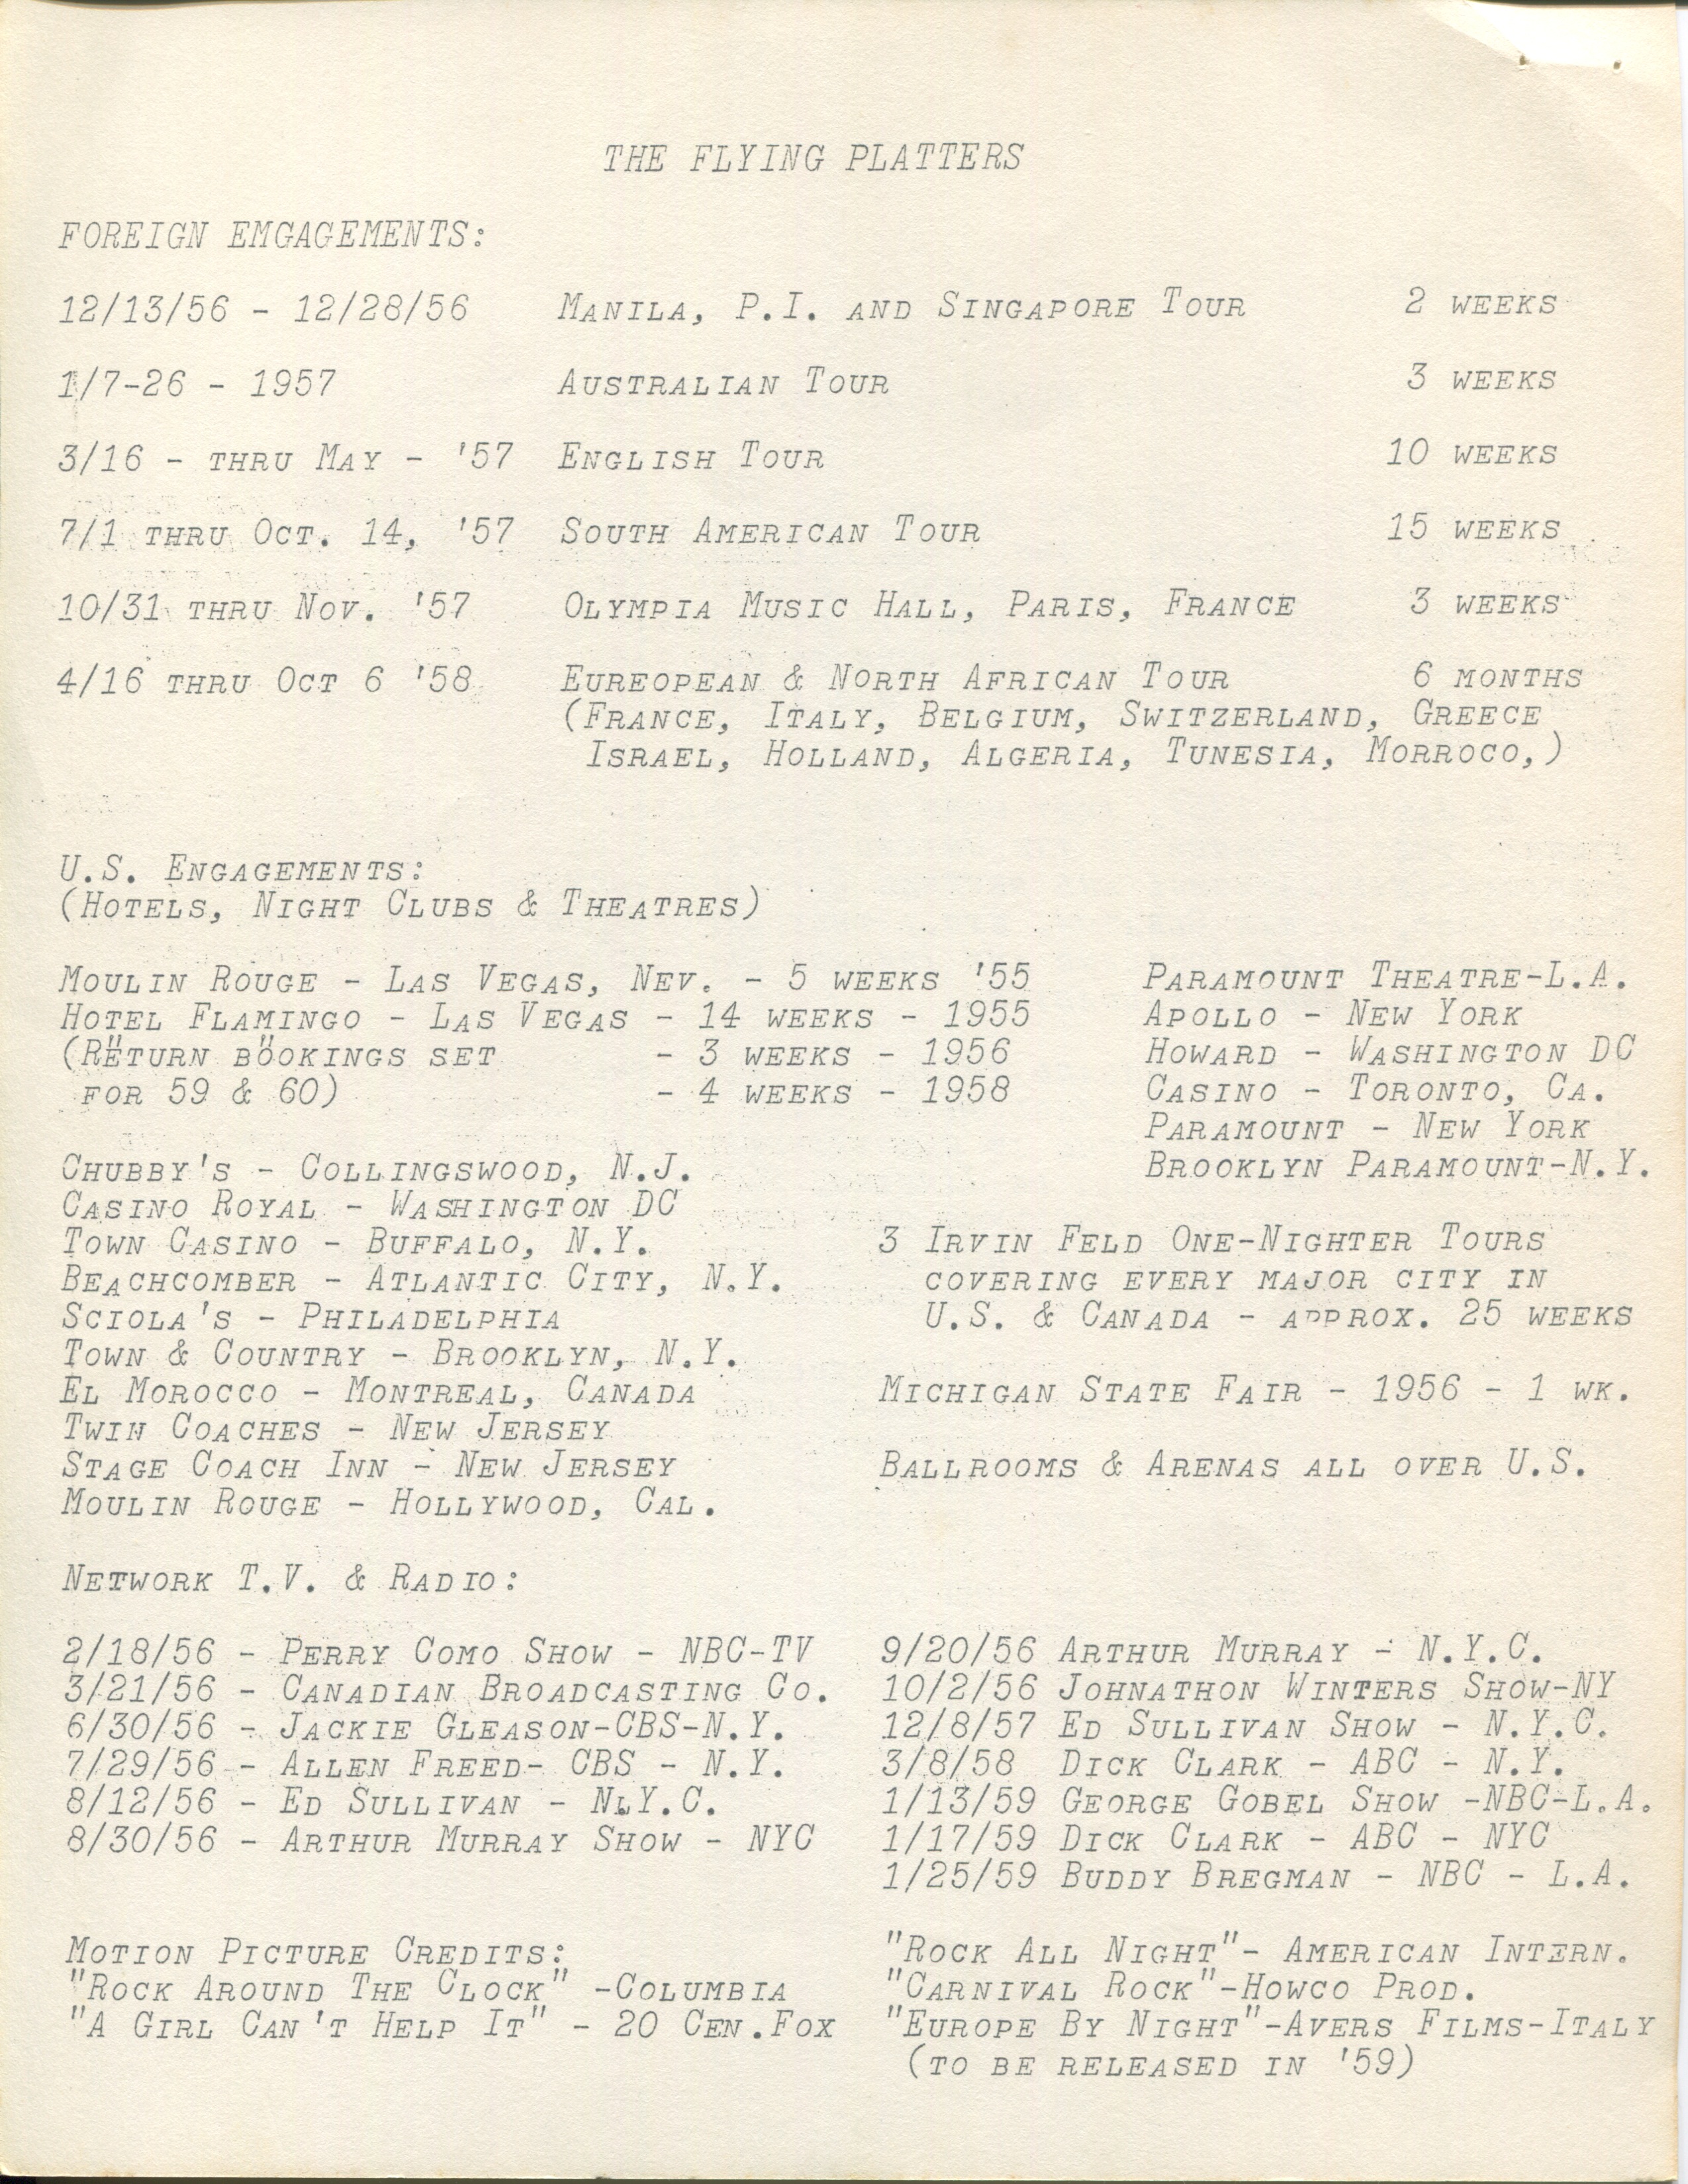 THE FLYING PLATTERS
FOREIGN EMGAGEMENTS:
12/13/56 - 12/28/56 MANILA, P.I. AND SINGAPORE TOUR 2 WEEKS
1/7-26 - 1957 AUSTRALIAN TOUR 3 WEEKS
3/16 - THRU MAY - '57 ENGLISH TOUR 10 WEEKS
7/1 THRU OCT. 14, '57 SOUTH AMERICAN TOUR 15 WEEKS
10/31 THRU NOV. '57 OLYMPIA MUSIC HALL, PARIS, FRANCE 3 WEEKS
4/16 THRU OCT 6 '58 EUREOPEAN & NORTH AFRICAN TOUR 6 MONTHS
(FRANCE, ITALY, BELGIUM, SWITZERLAND, GREECE
ISRAEL, HOLLAND, ALGERIA, TUNESIA, MORROCO,)
U.S. ENGAGEMENTS:
(HOTELS, NIGHT CLUBS & THEATRES)
MOULIN ROUGE - LAS VEGAS, NEV. - 5 WEEKS '55
HOTEL FLAMINGO - LAS VEGAS - 14 WEEKS - 1955
(RETURN BOOKINGS SET " " - 3 WEEKS - 1956
FOR 59 & 60) - 4 WEEKS - 1958
PARAMOUNT THEATRE-L.A.
APOLLO - NEW YORK
HOWARD - WASHINGTON DC
CASINO - TORONTO, CA.
PARAMOUNT - NEW YORK
BROOKLYN PARAMOUNT-N.Y.
CHUBBY'S - COLLINGSWOOD, N.J.
CASINO ROYAL - WASHINGTON DC
TOWN CASINO - BUFFALO, N.Y.
BEACHCOMBER - ATLANTIC CITY, N.Y.
SCIOLA'S - PHILADELPHIA
TOWN & COUNTRY - BROOKLYN, N.Y.
EL MOROCCO - MONTREAL, CANADA
TWIN COACHES - NEW JERSEY
STAGE COACH INN - NEW JERSEY
MOULIN ROUGE - HOLLYWOOD, CAL.
3 IRVIN FELD ONE-NIGHTER TOURS
COVERING EVERY MAJOR CITY IN
U.S. & CANADA - APPROX. 25 WEEKS
MICHIGAN STATE FAIR - 1956 - 1 WK.
BALLROOMS & ARENAS ALL OVER U.S.
NETWORK T.V. & RADIO:
2/18/56 - PERRY COMO SHOW - NBC-TV
3/21/56 - CANADIAN BROADCASTING CO.
6/30/56 - JACKIE GLEASON-CBS-N.Y.
7/29/56 - ALLEN FREED- CBS - N.Y.
8/12/56 - ED SULLIVAN - N.Y.C.
8/30/56 - ARTHUR MURRAY SHOW - NYC
9/20/56 ARTHUR MURRAY - N.Y.C.
10/2/56 JOHNATHON WINTERS SHOW-NY
12/8/57 ED SULLIVAN SHOW - N.Y.C.
3/8/58 DICK CLARK - ABC - N.Y.
1/13/59 GEORGE GOBEL SHOW -NBC-L.A.
1/17/59 DICK CLARK - ABC - NYC
1/25/59 BUDDY BREGMAN - NBC - L.A.
MOTION PICTURE CREDITS:
"ROCK AROUND THE CLOCK" -COLUMBIA
"A GIRL CAN'T HELP IT" - 20 CEN.FOX
"ROCK ALL NIGHT"- AMERICAN INTERN.
"CARNIVAL ROCK"-HOWCO PROD.
"EUROPE BY NIGHT"-AVERS FILMS-ITALY
(TO BE RELEASED IN '59)